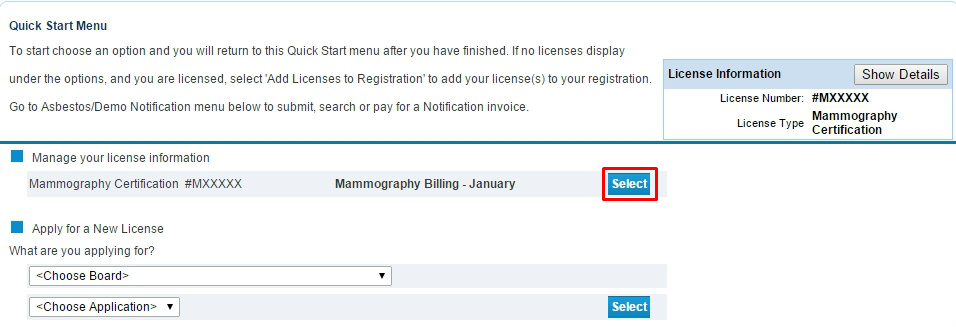 Quick Start Menu
To start choose an option and you will return to this Quick Start menu after you have finished. If no licenses display
under the options, and you are licensed, select 'Add Licenses to Registration' to add your license(s) to your registration.
Go to Asbestos/Demo Notification menu below to submit, search or pay for a Notification invoice.
License Information Show Details
License Number: #MXXXXX
License Type Mammography
Certification
Manage your license information
Mammography Certification #MXXXXX Mammography Billing - January Select
Apply for a New License
What are you applying for?
<Choose Board>
<Choose Application> Select